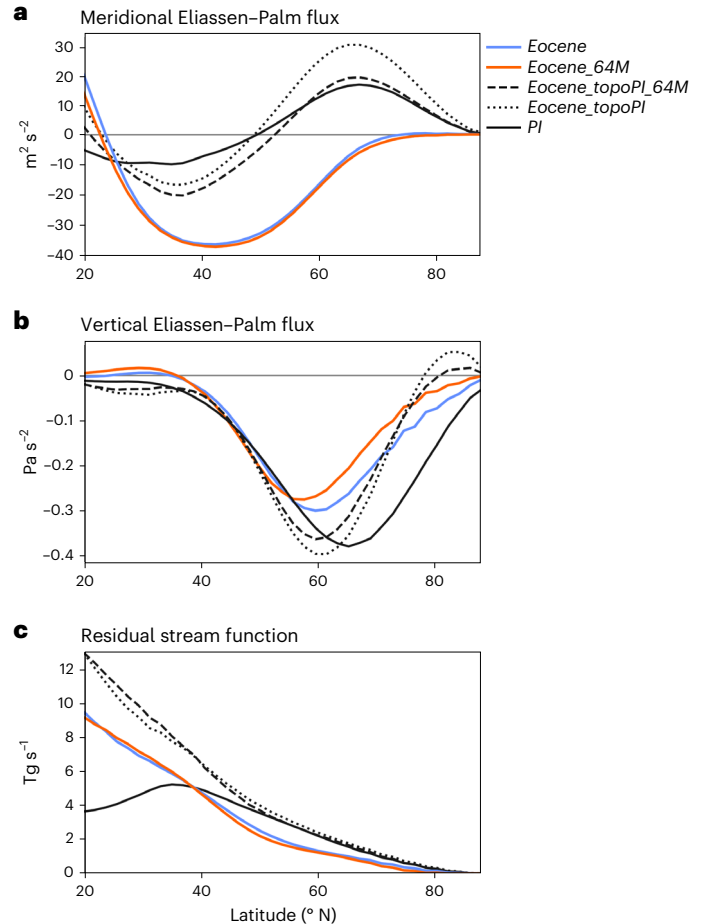 a
Meridional Eliassen–Palm flux
30
20
10
0
–10
–20
–30
–40
m² s⁻²
20
40
60
80
Eocene
Eocene_64M
Eocene_topoPI_64M
Eocene_topoPI
PI
b
Vertical Eliassen–Palm flux
0
–0.1
–0.2
–0.3
–0.4
Pa s⁻²
20
40
60
80
c
Residual stream function
12
10
8
6
4
2
0
Tg s⁻¹
20
40
60
80
Latitude (° N)